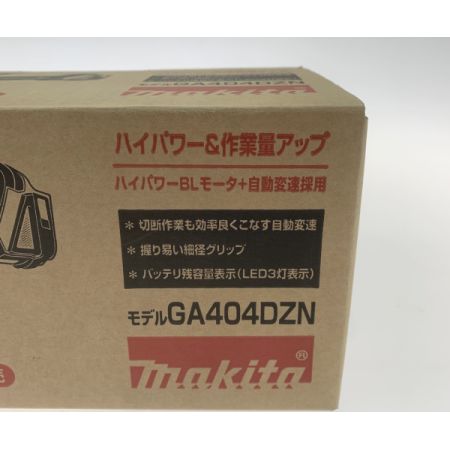 makita
ハイパワー&作業量アップ
ハイパワーBLモータ+自動変速採用
* 切断作業も効率良くこなす自動変速
* 握り易い細径グリップ
* バッテリ残容量表示(LED3灯表示)
モデルGA404DZN
makita®